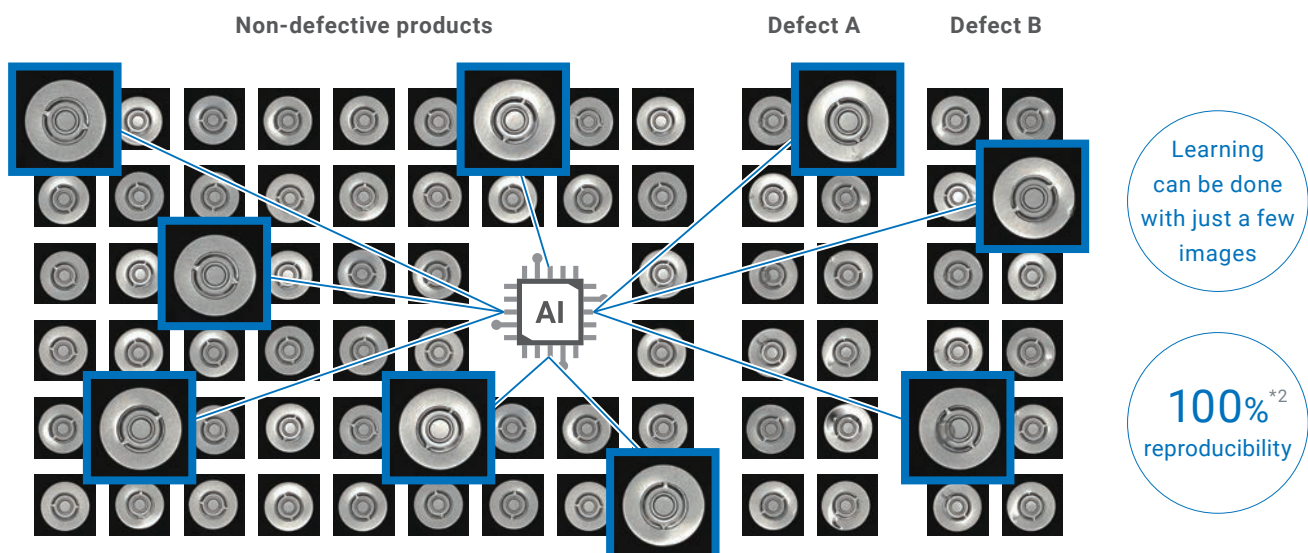 Non-defective products
Defect A
Defect B
AI
Learning
can be done
with just a few
images
100%*2
reproducibility